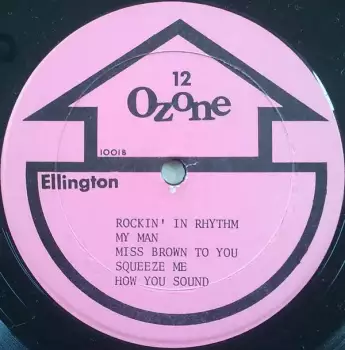 12
Ozone
10018
Ellington
ROCKIN' IN RHYTHM
MY MAN
MISS BROWN TO YOU
SQUEEZE ME
HOW YOU SOUND